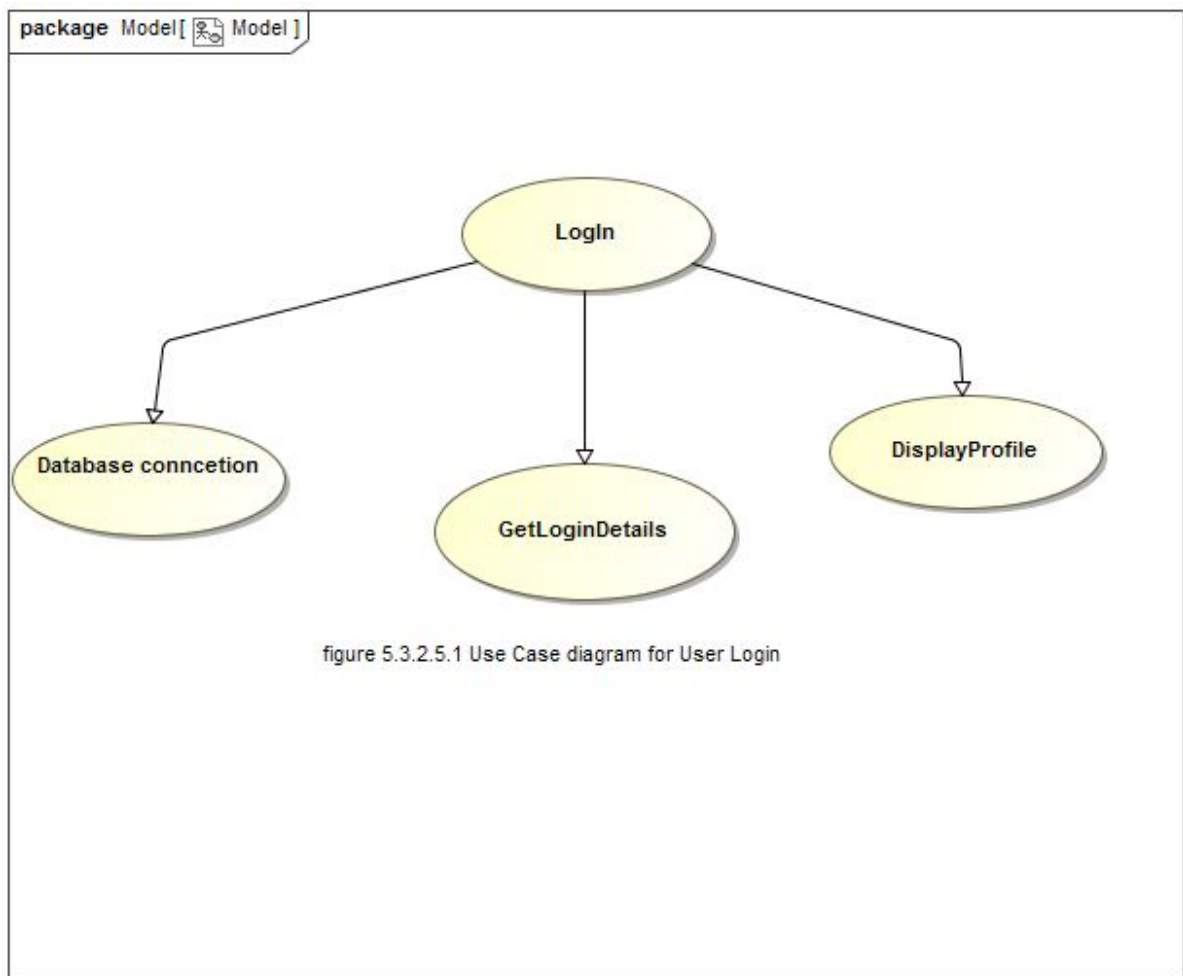 package Model[ Model ]
LogIn
Database conncetion
DisplayProfile
GetLoginDetails
figure 5.3.2.5.1 Use Case diagram for User Login